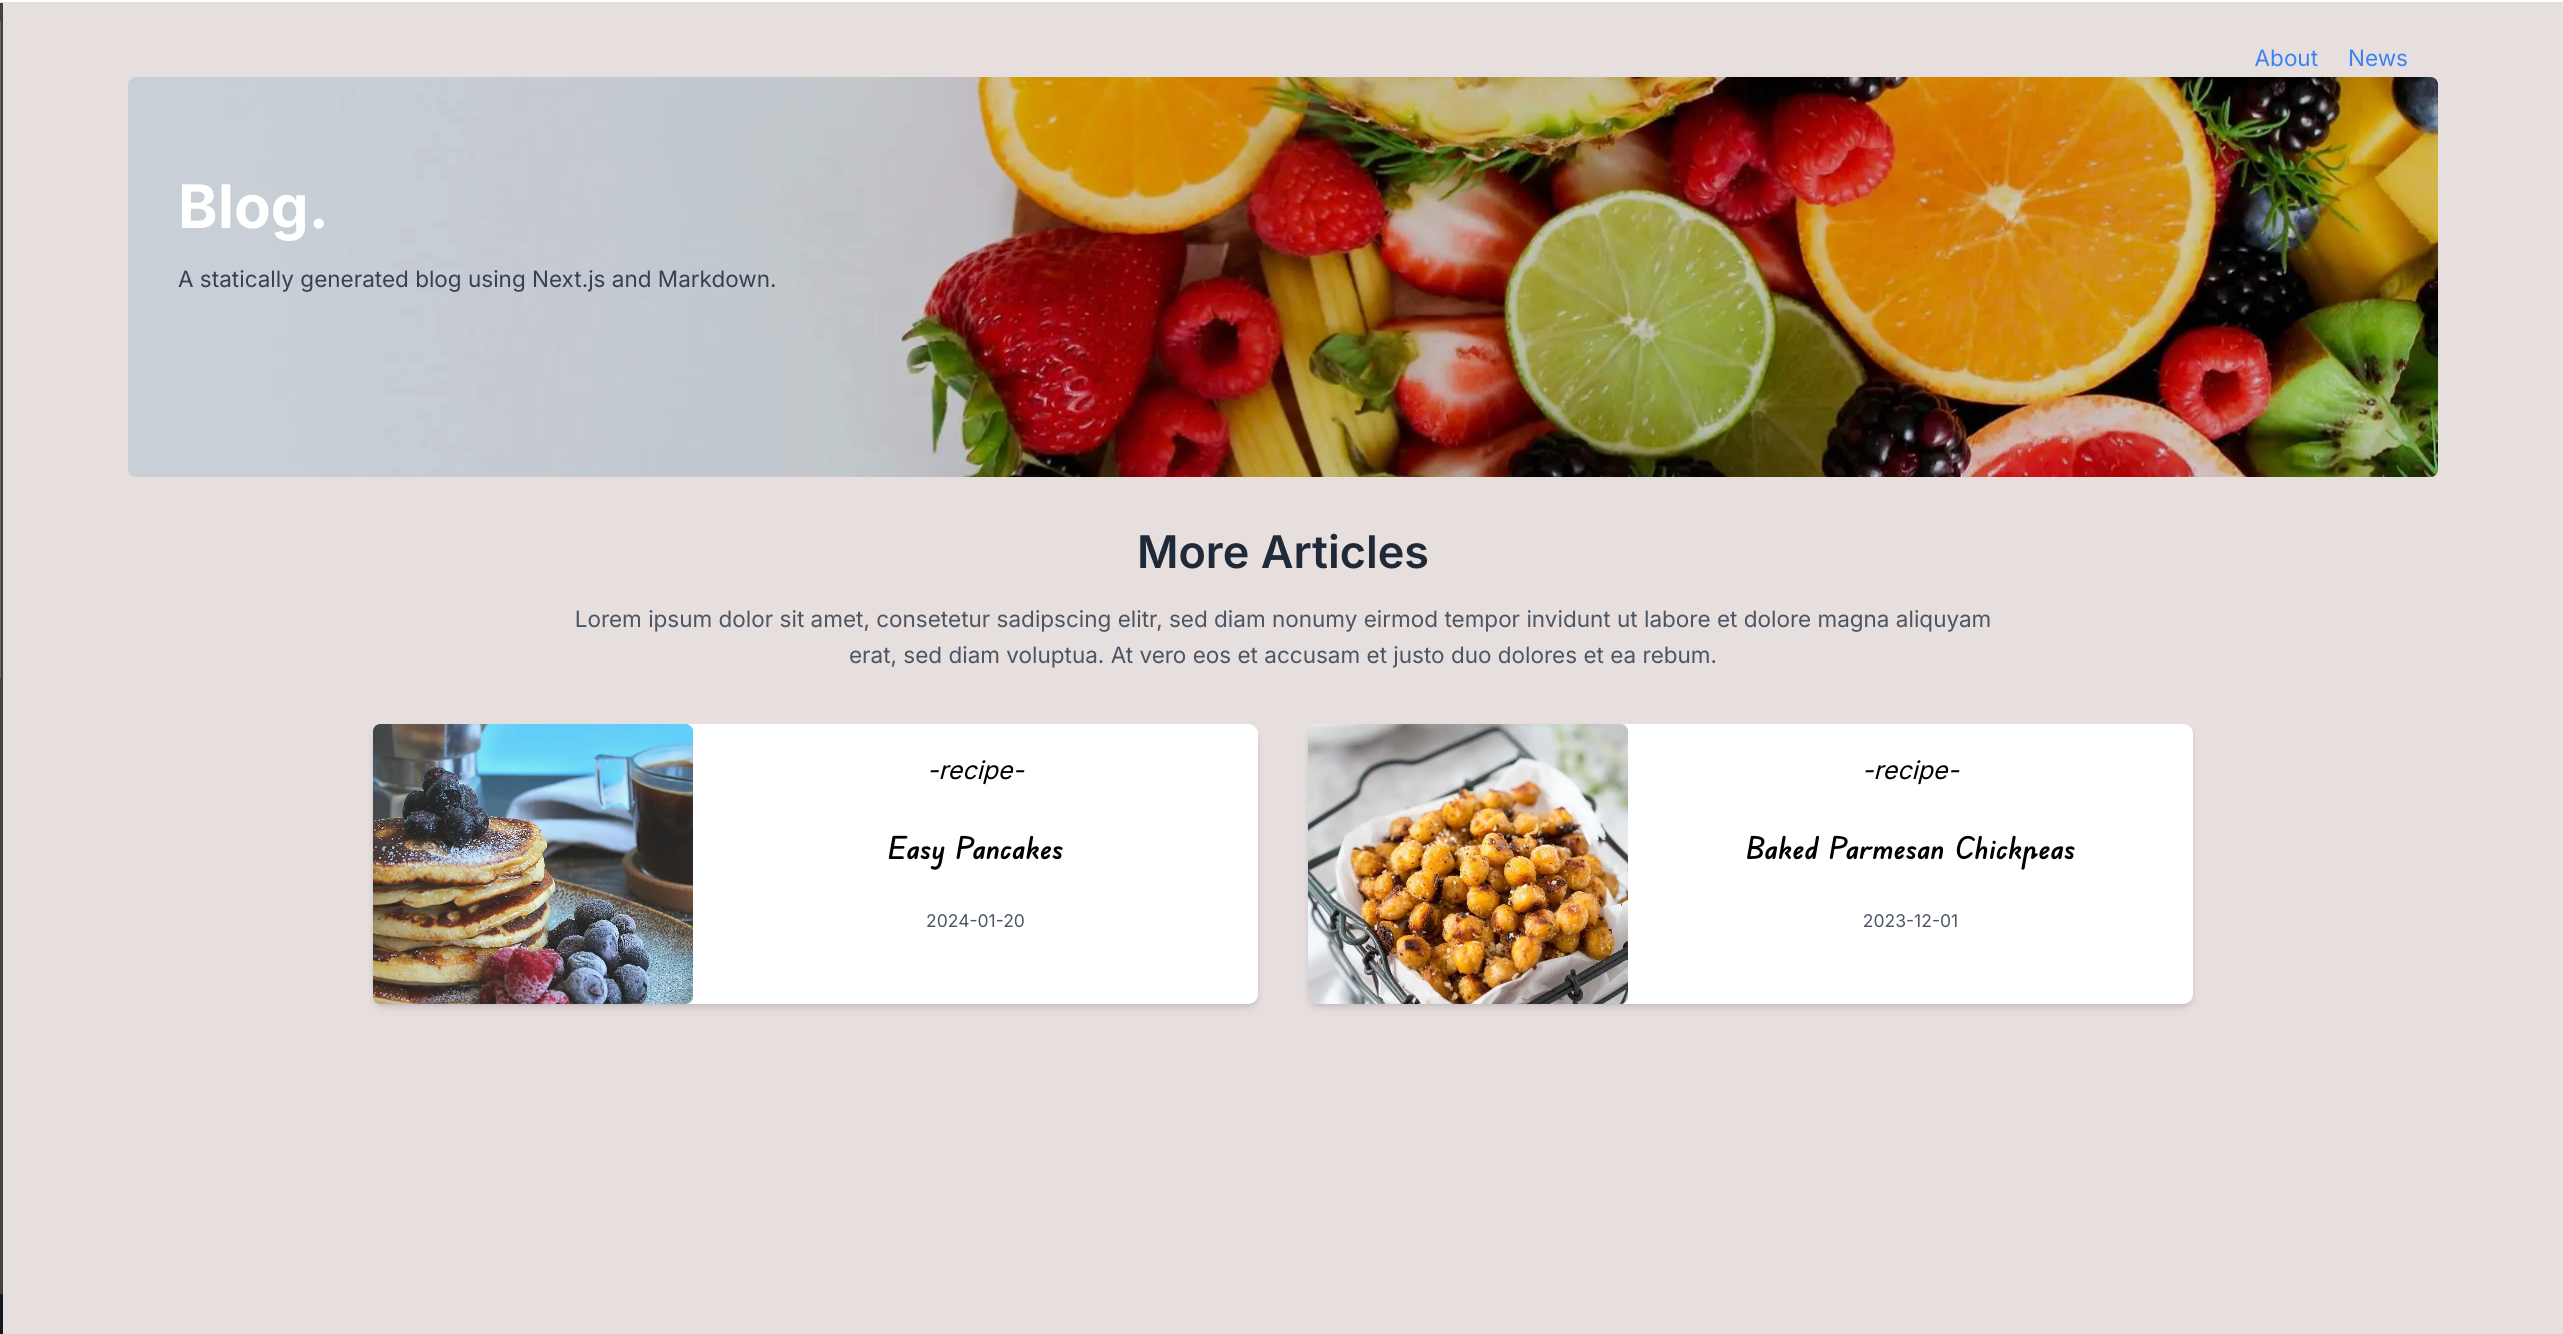 About News
Blog.
A statically generated blog using Next.js and Markdown.
More Articles
Lorem ipsum dolor sit amet, consetetur sadipscing elitr, sed diam nonumy eirmod tempor invidunt ut labore et dolore magna aliquyam
erat, sed diam voluptua. At vero eos et accusam et justo duo dolores et ea rebum.
-recipe-
Easy Pancakes
2024-01-20
-recipe-
Baked Parmesan Chickpeas
2023-12-01